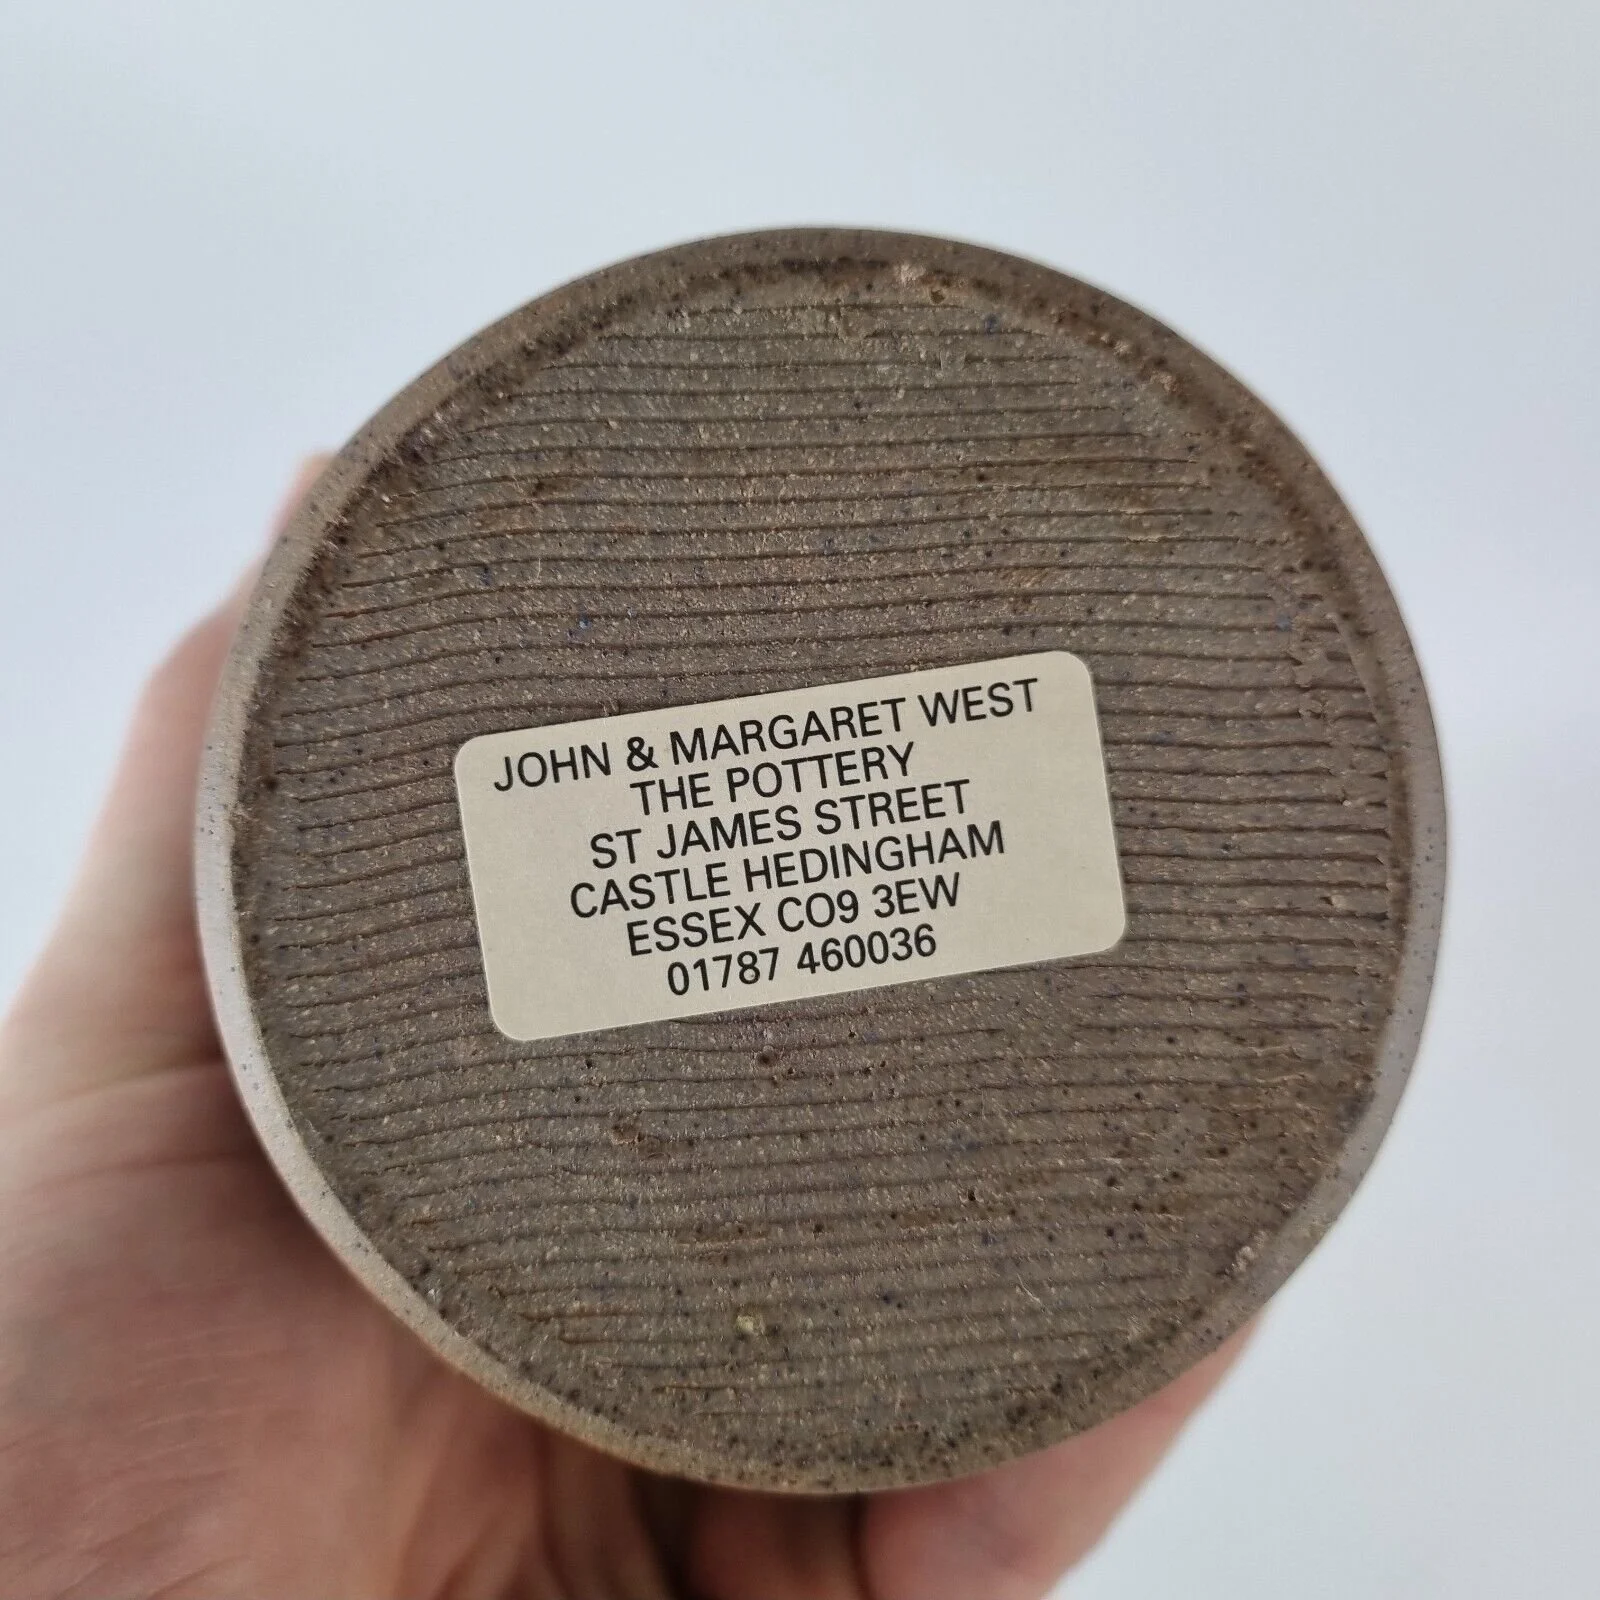 JOHN & MARGARET WEST
THE POTTERY
ST JAMES STREET
CASTLE HEDINGHAM
ESSEX CO9 3EW
01787 460036